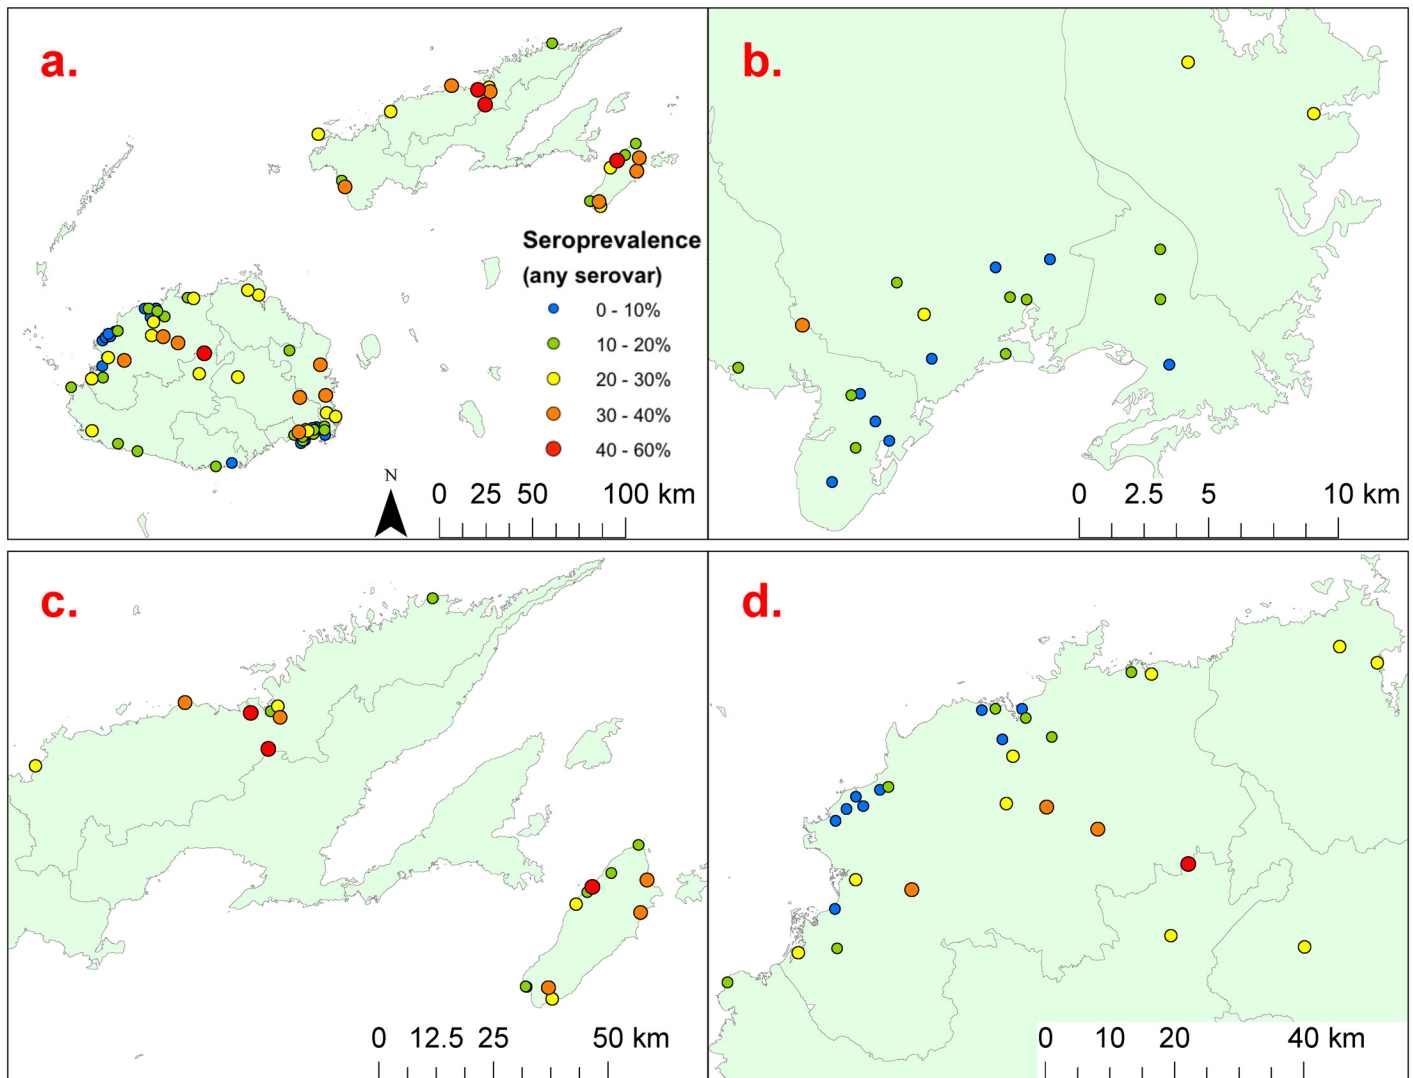 a.
b.
Seroprevalence
(any serovar)
0 - 10%
10 - 20%
20 - 30%
30 - 40%
40 - 60%
N
0 25 50 100 km
0 2.5 5 10 km
c.
d.
0 12.5 25 50 km
0 10 20 40 km